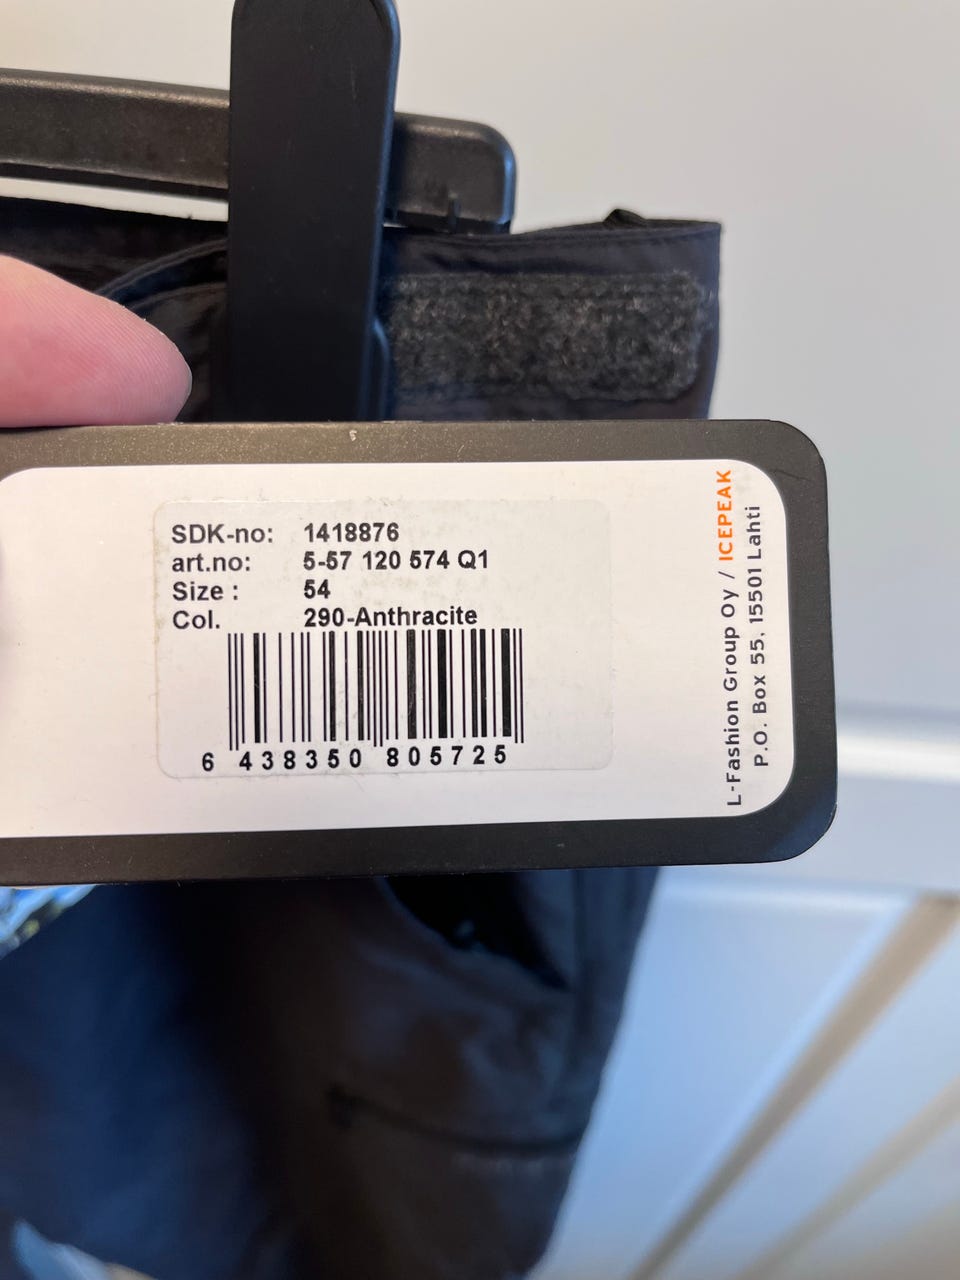 SDK-no: 1418876
art.no: 5-57 120 574 Q1
Size : 54
Col. 290-Anthracite
6 438350 805725
L-Fashion Group Oy / ICEPEAK
P.O. Box 55, 15501 Lahti